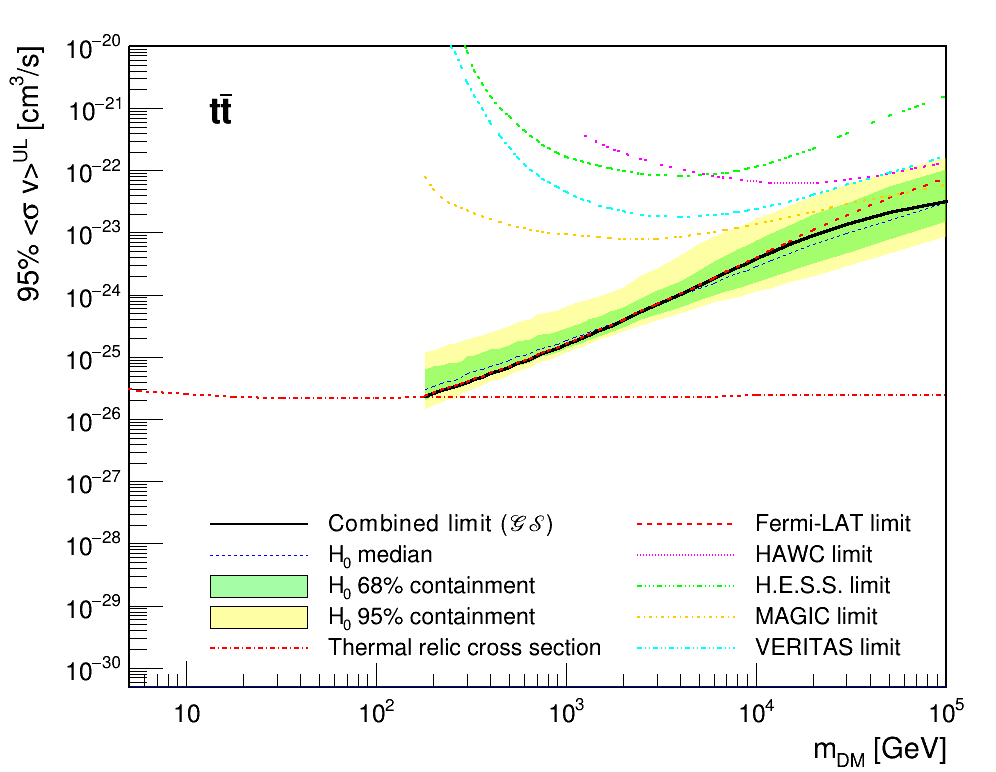 95% <σ v>^UL [cm³/s]
10⁻²⁰
10⁻²¹
10⁻²²
10⁻²³
10⁻²⁴
10⁻²⁵
10⁻²⁶
10⁻²⁷
10⁻²⁸
10⁻²⁹
10⁻³⁰
tt̅
Combined limit (𝒢𝒮)
H₀ median
H₀ 68% containment
H₀ 95% containment
Thermal relic cross section
Fermi-LAT limit
HAWC limit
H.E.S.S. limit
MAGIC limit
VERITAS limit
10 10² 10³ 10⁴ 10⁵
m_DM [GeV]